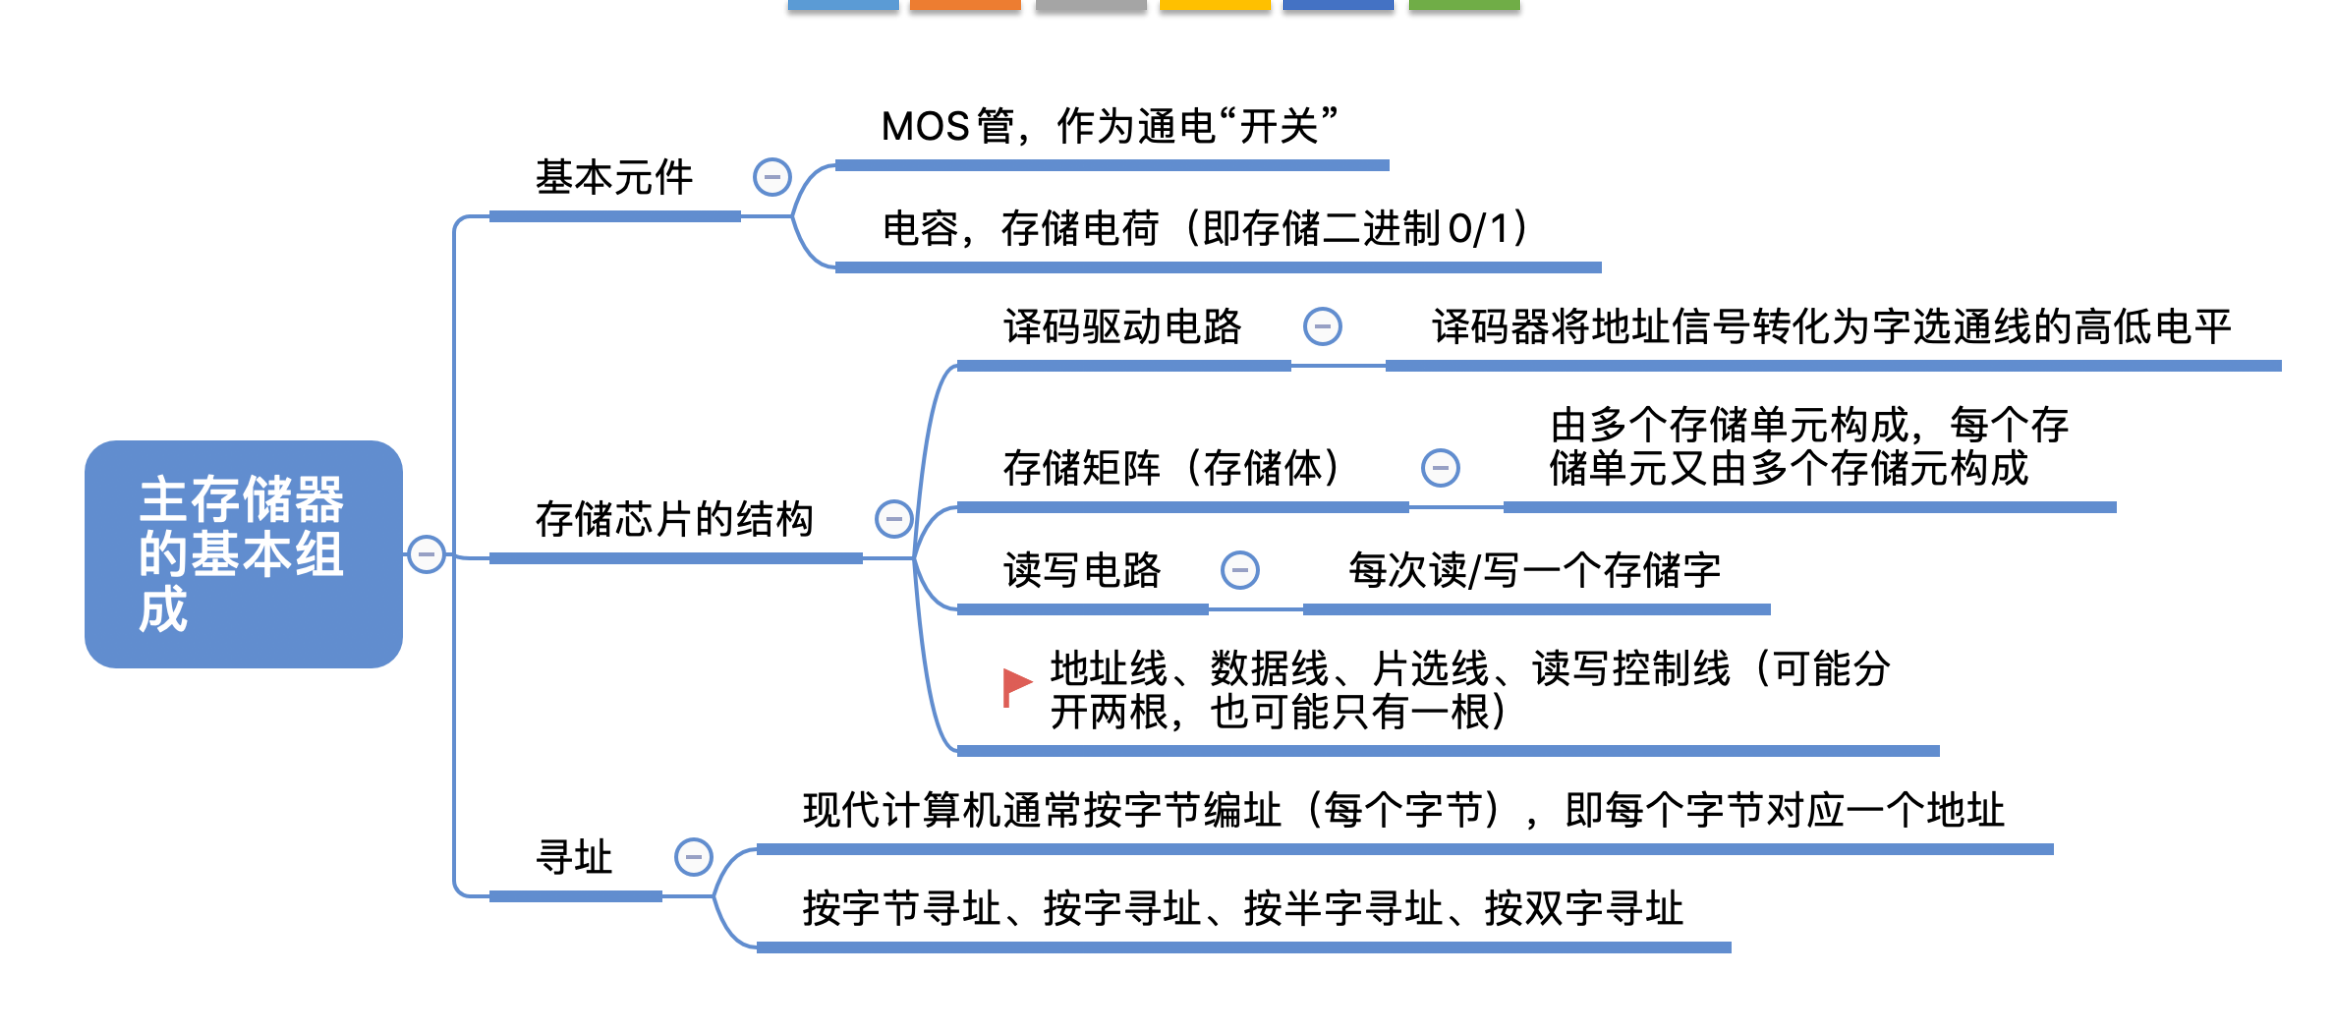 MOS管，作为通电“开关”
基本元件
电容，存储电荷（即存储二进制0/1）
译码驱动电路
译码器将地址信号转化为字选通线的高低电平
由多个存储单元构成，每个存
储单元又由多个存储元构成
存储矩阵（存储体）
主存储器
的基本组
成
存储芯片的结构
读写电路
每次读/写一个存储字
地址线、数据线、片选线、读写控制线（可能分
开两根，也可能只有一根）
现代计算机通常按字节编址（每个字节），即每个字节对应一个地址
寻址
按字节寻址、按字寻址、按半字寻址、按双字寻址